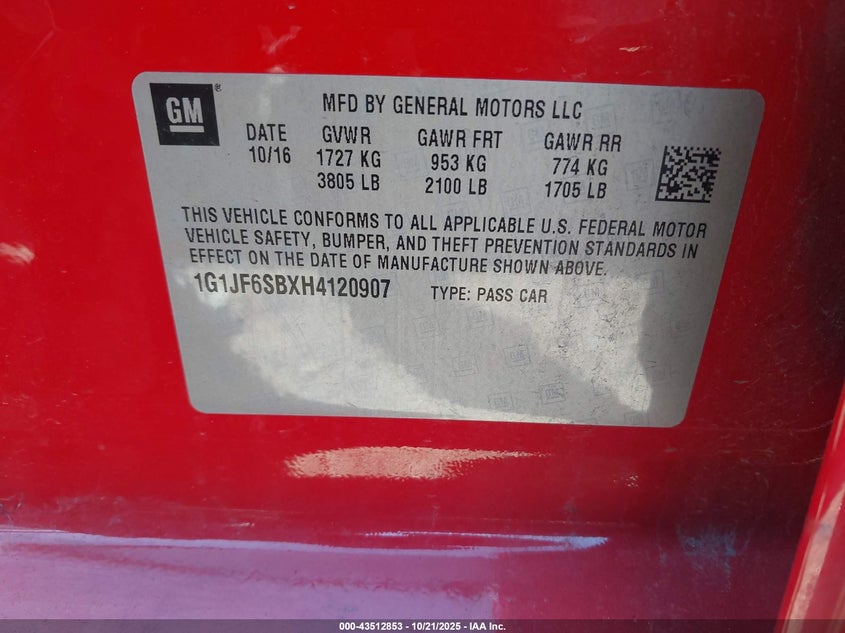 GM®
MFD BY GENERAL MOTORS LLC
DATE GVWR GAWR FRT GAWR RR
10/16 1727 KG 953 KG 774 KG
3805 LB 2100 LB 1705 LB
THIS VEHICLE CONFORMS TO ALL APPLICABLE U.S. FEDERAL MOTOR
VEHICLE SAFETY, BUMPER, AND THEFT PREVENTION STANDARDS IN
EFFECT ON THE DATE OF MANUFACTURE SHOWN ABOVE.
1G1JF6SBXH4120907 TYPE: PASS CAR
000-43512853 - 10/21/2025 - IAA Inc.